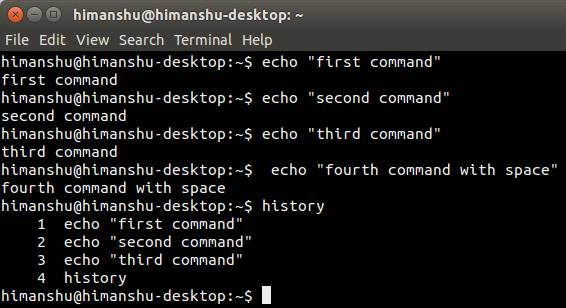 himanshu@himanshu-desktop: ~
File Edit View Search Terminal Help
himanshu@himanshu-desktop:~$ echo "first command"
first command
himanshu@himanshu-desktop:~$ echo "second command"
second command
himanshu@himanshu-desktop:~$ echo "third command"
third command
himanshu@himanshu-desktop:~$  echo "fourth command with space"
fourth command with space
himanshu@himanshu-desktop:~$ history
    1  echo "first command"
    2  echo "second command"
    3  echo "third command"
    4  history
himanshu@himanshu-desktop:~$